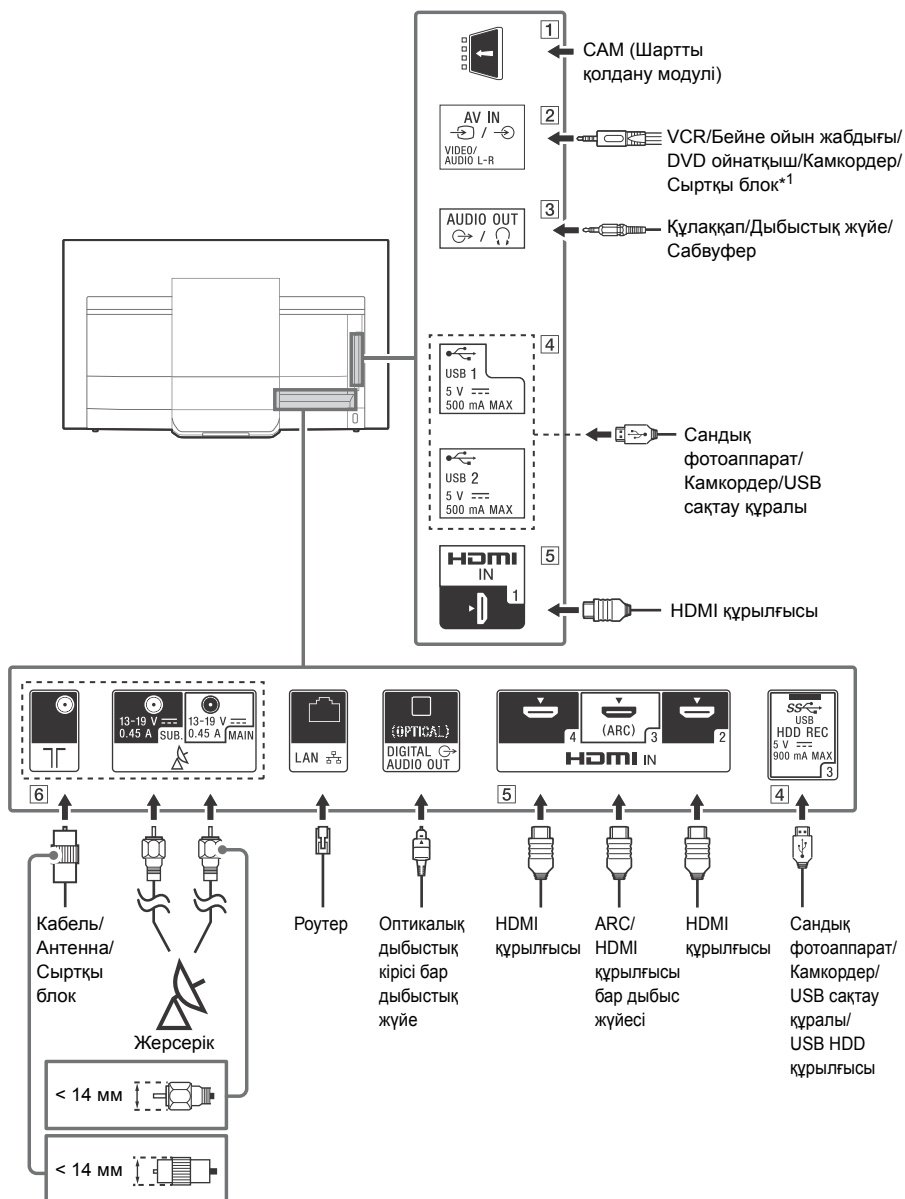 1
CAM (Шартты
қолдану модулі)
2
AV IN
/
VIDEO/
AUDIO L-R
VCR/Бейне ойын жабдығы/
DVD ойнатқыш/Камкордер/
Сыртқы блок*1
3
AUDIO OUT
/
Құлаққап/Дыбыстық жүйе/
Сабвуфер
4
USB 1
5 V
500 mA MAX
USB 2
5 V
500 mA MAX
Сандық
фотоаппарат/
Камкордер/USB
сақтау құралы
5
HDMI
IN
1
HDMI құрылғысы
13-19 V
0.45 A SUB.
13-19 V
0.45 A MAIN
LAN
(OPTICAL)
DIGITAL
AUDIO OUT
4
(ARC)
3
2
HDMI IN
SS
USB
HDD REC
5 V
900 mA MAX
3
6
5
4
Кабель/
Антенна/
Сыртқы
блок
Жерсерік
Роутер
Оптикалық
дыбыстық
кірісі бар
дыбыстық
жүйе
HDMI
құрылғысы
ARC/
HDMI
құрылғысы
бар дыбыс
жүйесі
HDMI
құрылғысы
Сандық
фотоаппарат/
Камкордер/
USB сақтау
құралы/
USB HDD
құрылғысы
< 14 мм
< 14 мм